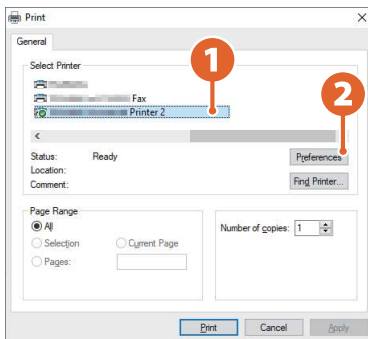 Print
General
Select Printer
1
Fax
Printer 2
2
Status: Ready
Preferences
Location:
Comment:
Find Printer...
Page Range
All
Selection Current Page
Pages:
Number of copies: 1
Print Cancel Apply